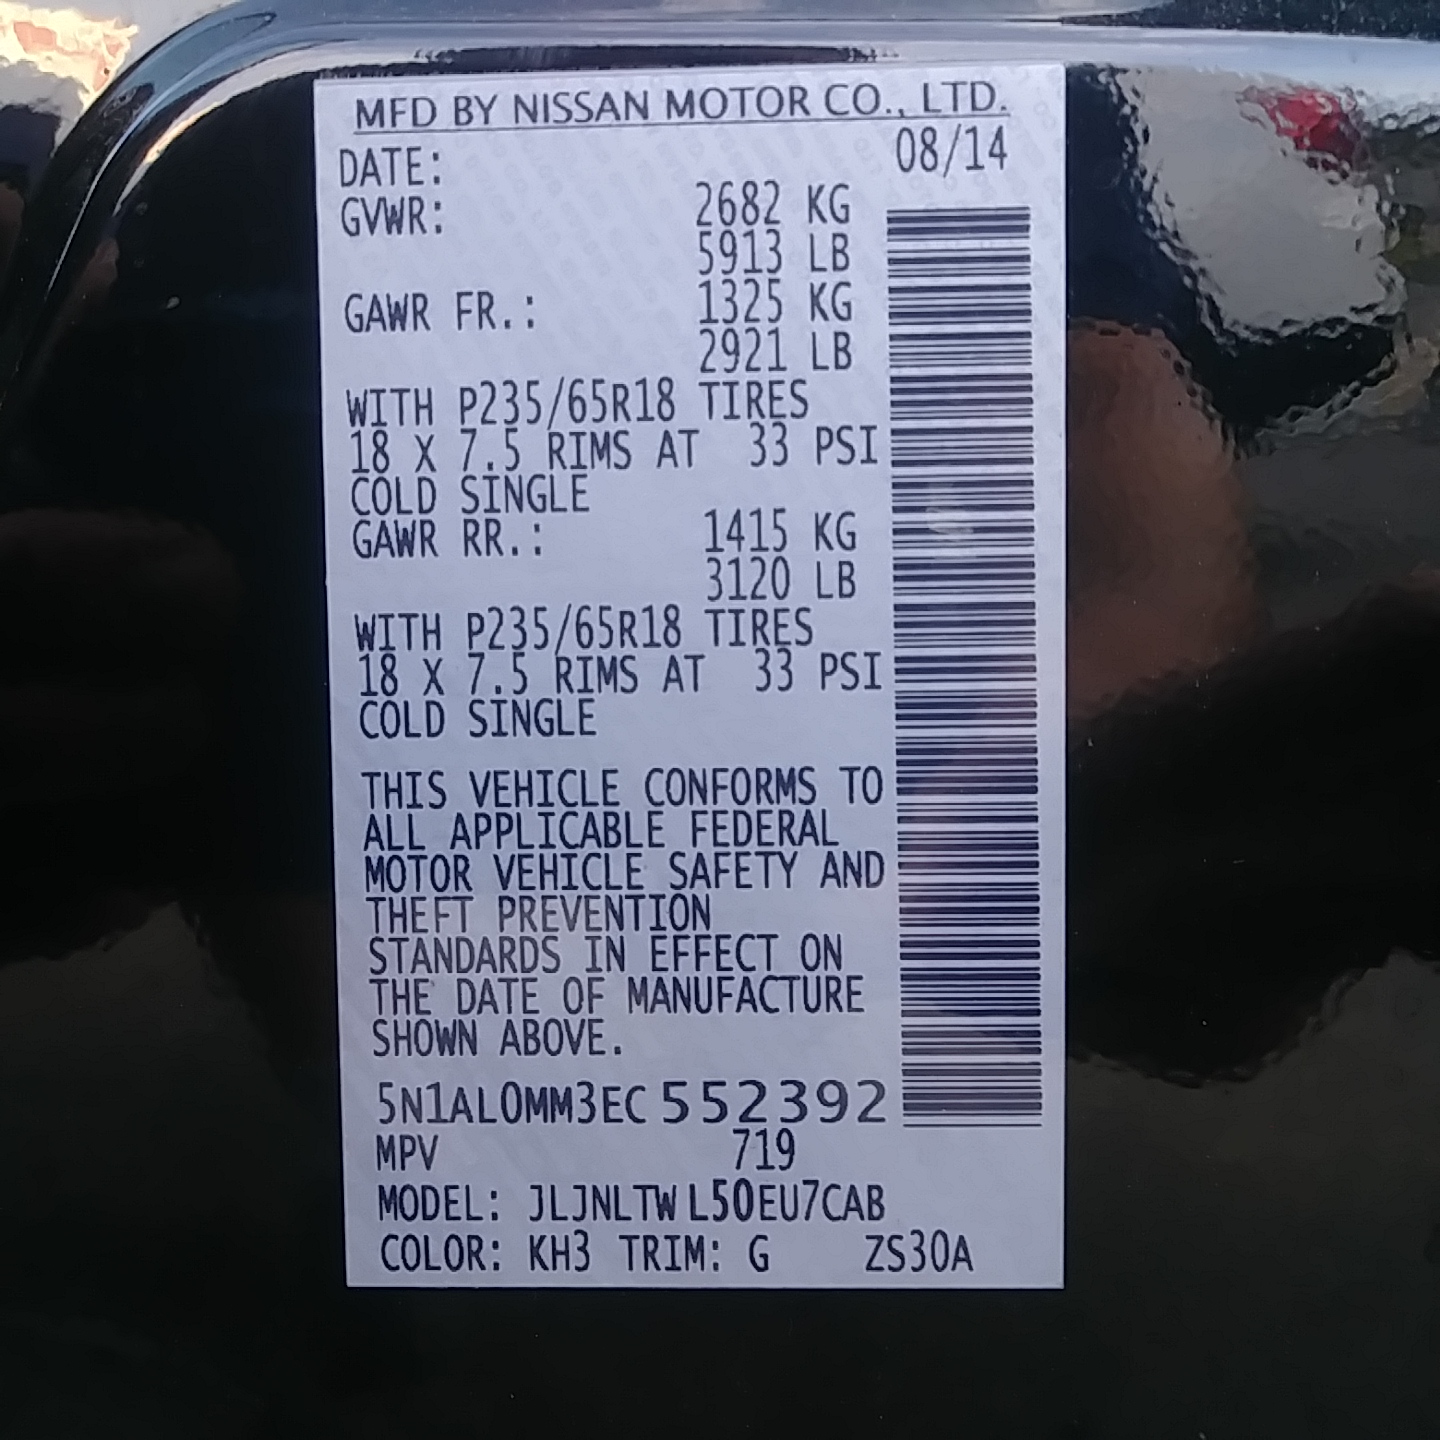 MFD BY NISSAN MOTOR CO., LTD.
DATE: 08/14
GVWR: 2682 KG
5913 LB
GAWR FR.: 1325 KG
2921 LB
WITH P235/65R18 TIRES
18 X 7.5 RIMS AT 33 PSI
COLD SINGLE
GAWR RR.: 1415 KG
3120 LB
WITH P235/65R18 TIRES
18 X 7.5 RIMS AT 33 PSI
COLD SINGLE
THIS VEHICLE CONFORMS TO
ALL APPLICABLE FEDERAL
MOTOR VEHICLE SAFETY AND
THEFT PREVENTION
STANDARDS IN EFFECT ON
THE DATE OF MANUFACTURE
SHOWN ABOVE.
5N1AL0MM3EC552392
MPV 719
MODEL: JLJNLTWL50EU7CAB
COLOR: KH3 TRIM: G ZS30A